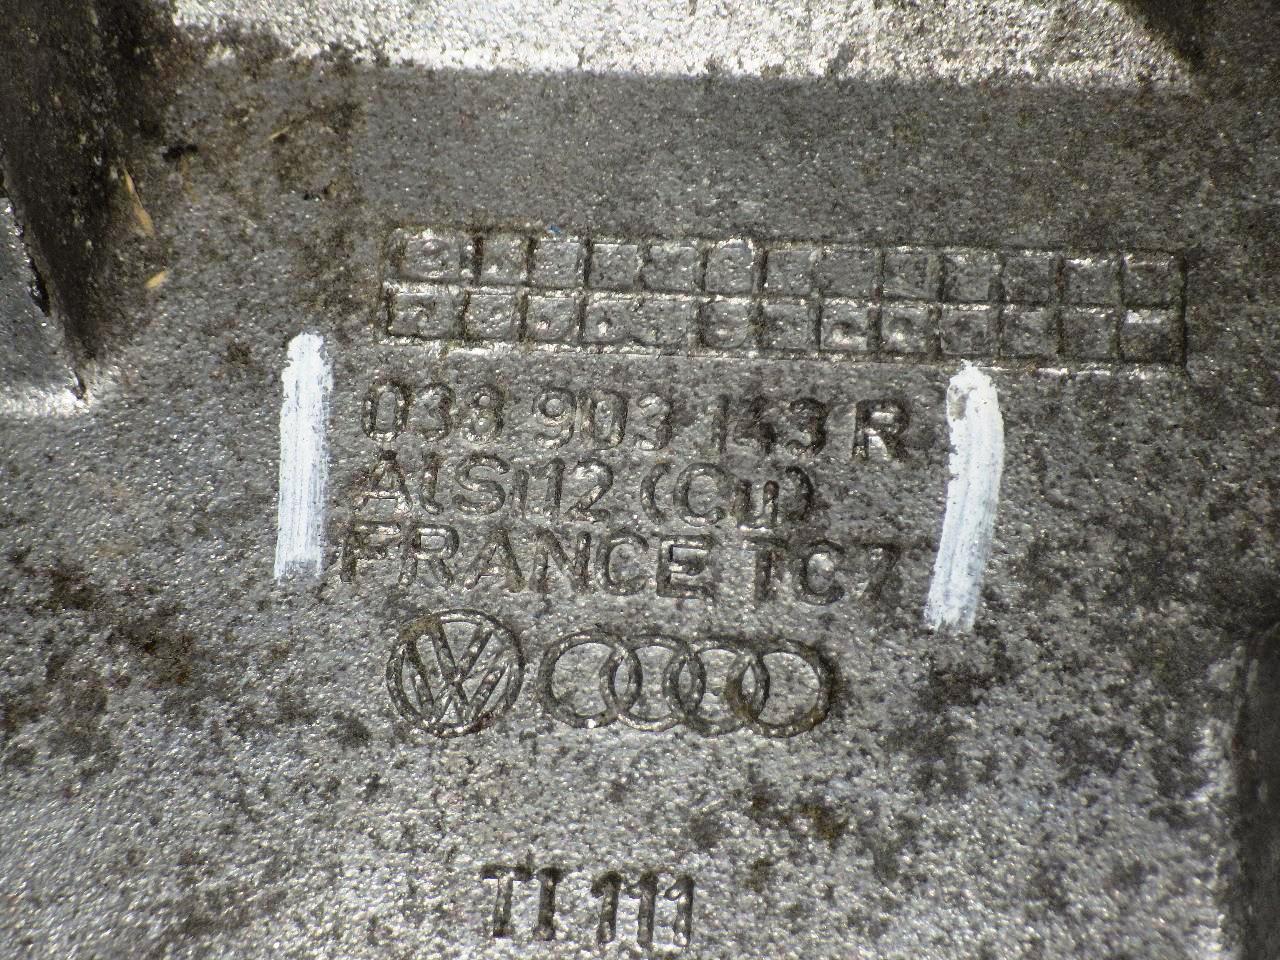 038 903 143 R
AlSi12 (Cu)
FRANCE TC7
TI 111